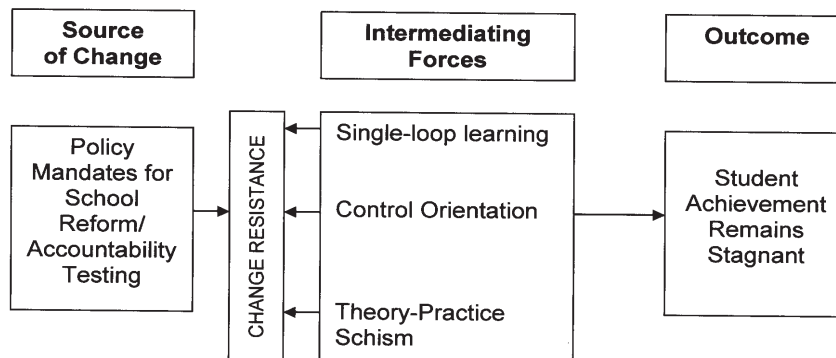 Source
of Change
Intermediating
Forces
Outcome
Policy
Mandates for
School
Reform/
Accountability
Testing
CHANGE RESISTANCE
Single-loop learning
Control Orientation
Theory-Practice
Schism
Student
Achievement
Remains
Stagnant